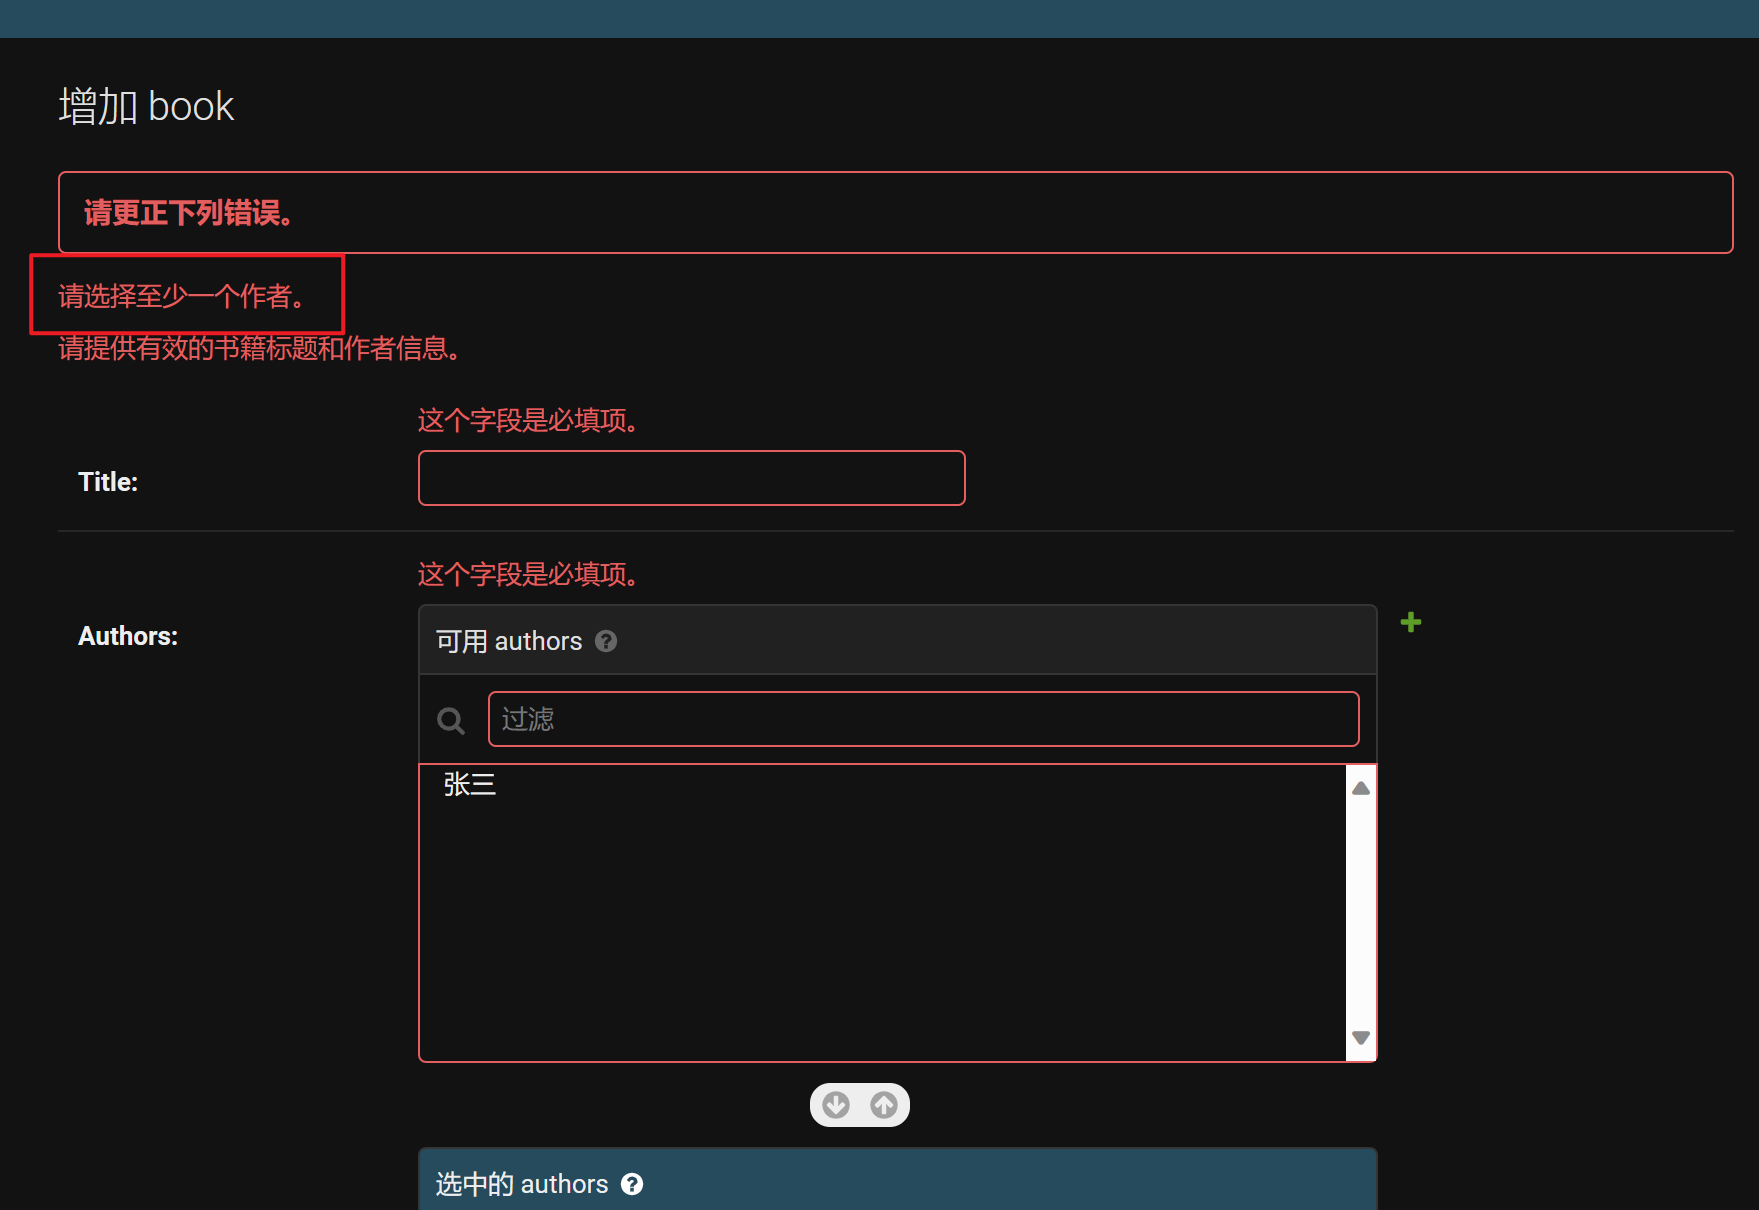 增加 book
请更正下列错误。
请选择至少一个作者。
请提供有效的书籍标题和作者信息。
这个字段是必填项。
Title:
这个字段是必填项。
Authors:
可用 authors
过滤
张三
选中的 authors